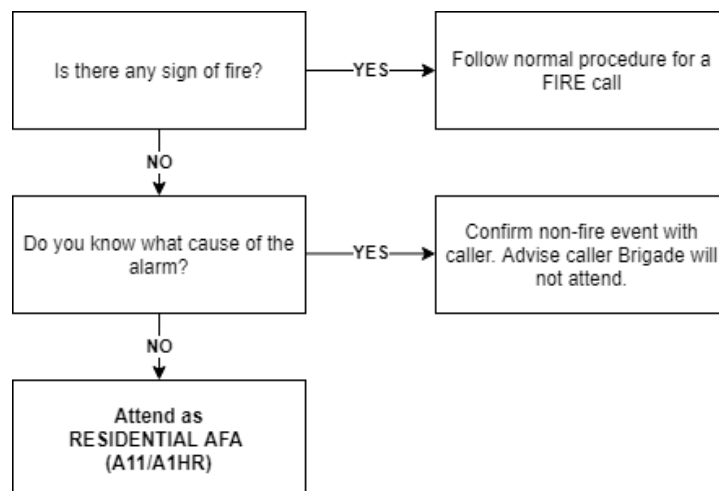 Is there any sign of fire?
YES
Follow normal procedure for a
FIRE call
NO
Do you know what cause of the
alarm?
YES
Confirm non-fire event with
caller. Advise caller Brigade will
not attend.
NO
Attend as
RESIDENTIAL AFA
(A11/A1HR)